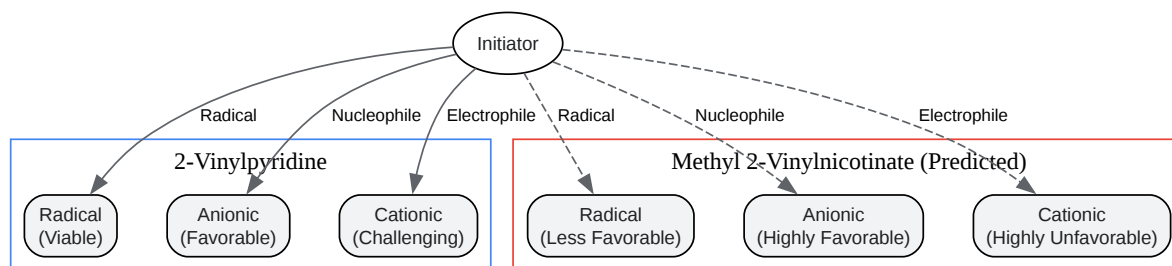 Initiator
Radical
Nucleophile
Electrophile
Radical
Nucleophile
Electrophile
2-Vinylpyridine
Methyl 2-Vinylnicotinate (Predicted)
Radical
(Viable)
Anionic
(Favorable)
Cationic
(Challenging)
Radical
(Less Favorable)
Anionic
(Highly Favorable)
Cationic
(Highly Unfavorable)